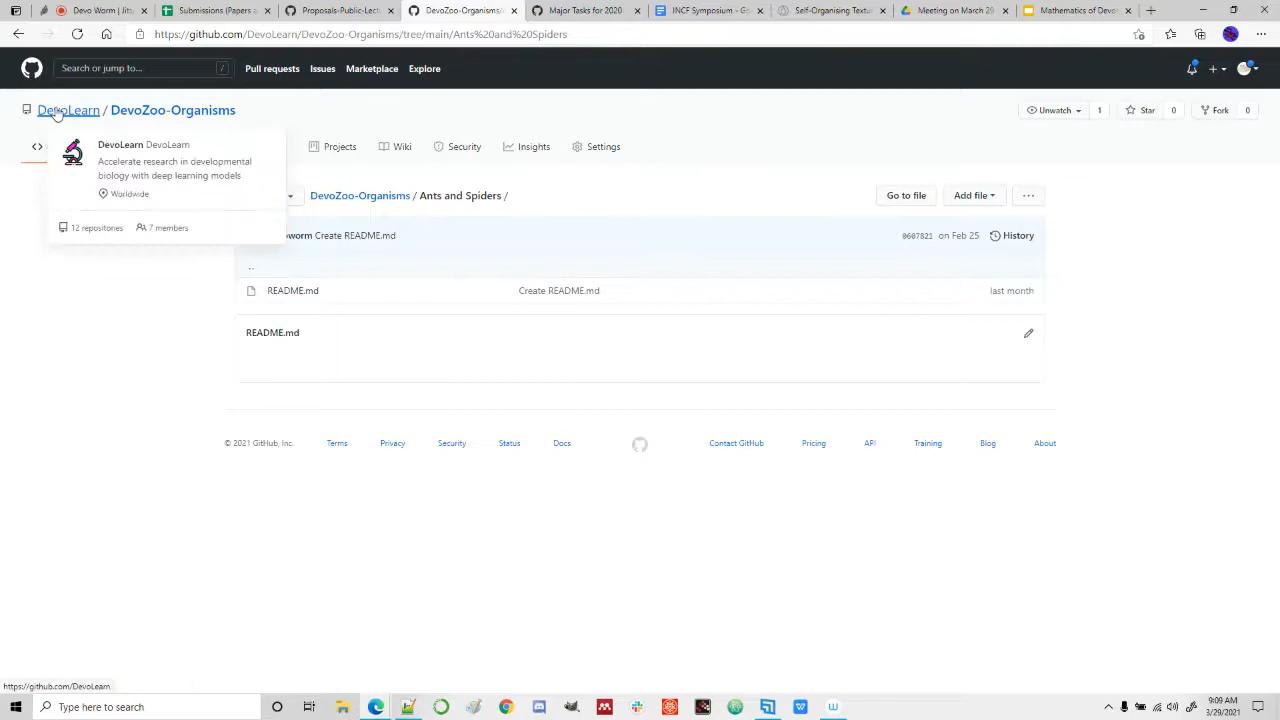 Devo Worm | Jits
Submissions (Papers a
Proposals-Public-Lectur
DevoZoo-Organisms/
Major Tasks for 2020
INCF Symposium - G
Self-Organising Textu
Meeting on March 29
Mathematics of Devel
https://github.com/DevoLearn/DevoZoo-Organisms/tree/main/Ants%20and%20Spiders
Search or jump to...
/
Pull requests
Issues
Marketplace
Explore
DevoLearn / DevoZoo-Organisms
Unwatch
1
Star
0
Fork
0
<>
Projects
Wiki
Security
Insights
Settings
DevoLearn DevoLearn
Accelerate research in developmental
biology with deep learning models
Worldwide
12 repositories
7 members
DevoZoo-Organisms / Ants and Spiders /
Go to file
Add file
...
oworm Create README.md
0607821 on Feb 25
History
..
README.md
Create README.md
last month
README.md
© 2021 GitHub, Inc.
Terms
Privacy
Security
Status
Docs
Contact GitHub
Pricing
API
Training
Blog
About
https://github.com/DevoLearn
Type here to search
9:09 AM
3/29/2021